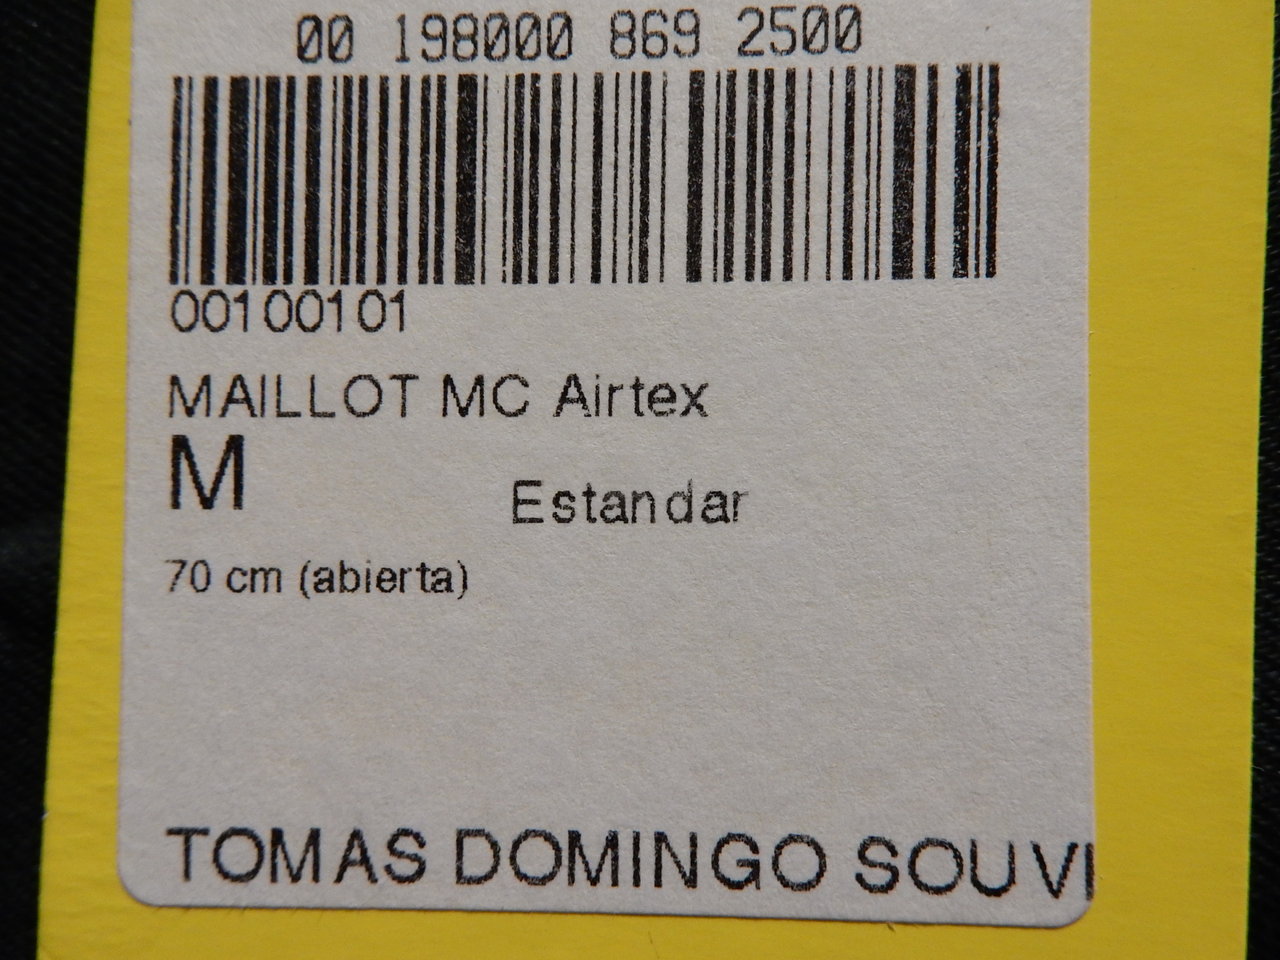 00 198000 869 2500
00100101
MAILLOT MC Airtex
M
Estandar
70 cm (abierta)
TOMAS DOMINGO SOUVI